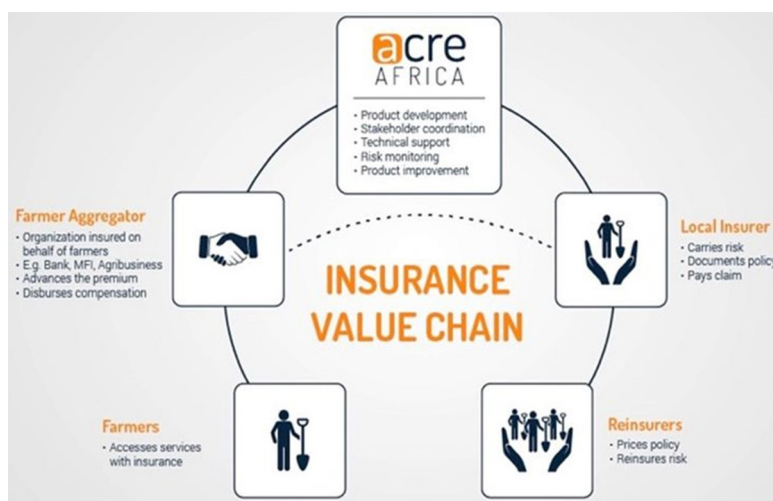 acre
AFRICA
• Product development
• Stakeholder coordination
• Technical support
• Risk monitoring
• Product improvement
Farmer Aggregator
• Organization insured on
behalf of farmers
• E.g. Bank, MFI, Agribusiness
• Advances the premium
• Disburses compensation
Local Insurer
• Carries risk
• Documents policy
• Pays claim
INSURANCE
VALUE CHAIN
Farmers
• Accesses services
with insurance
Reinsurers
• Prices policy
• Reinsures risk